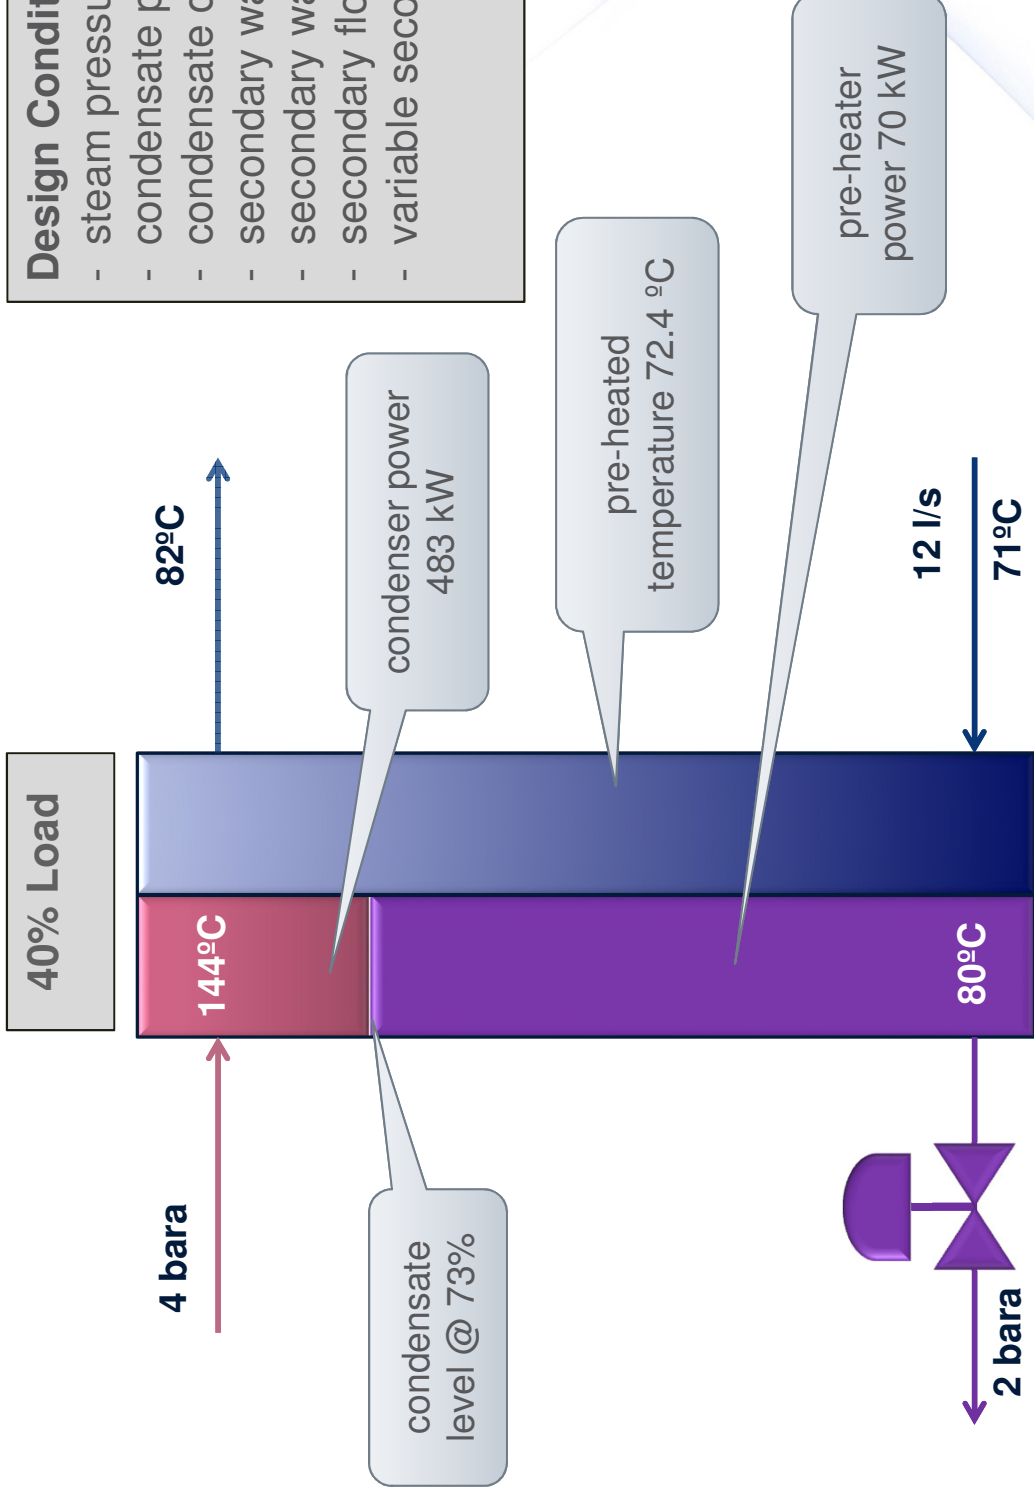 40% Load
Design Condit
- steam pressu
- condensate p
- condensate c
- secondary wa
- secondary wa
- secondary flo
- variable seco
4 bara
144ºC
82ºC
condenser power
483 kW
condensate
level @ 73%
pre-heated
temperature 72.4 ºC
pre-heater
power 70 kW
80ºC
12 l/s
71ºC
2 bara